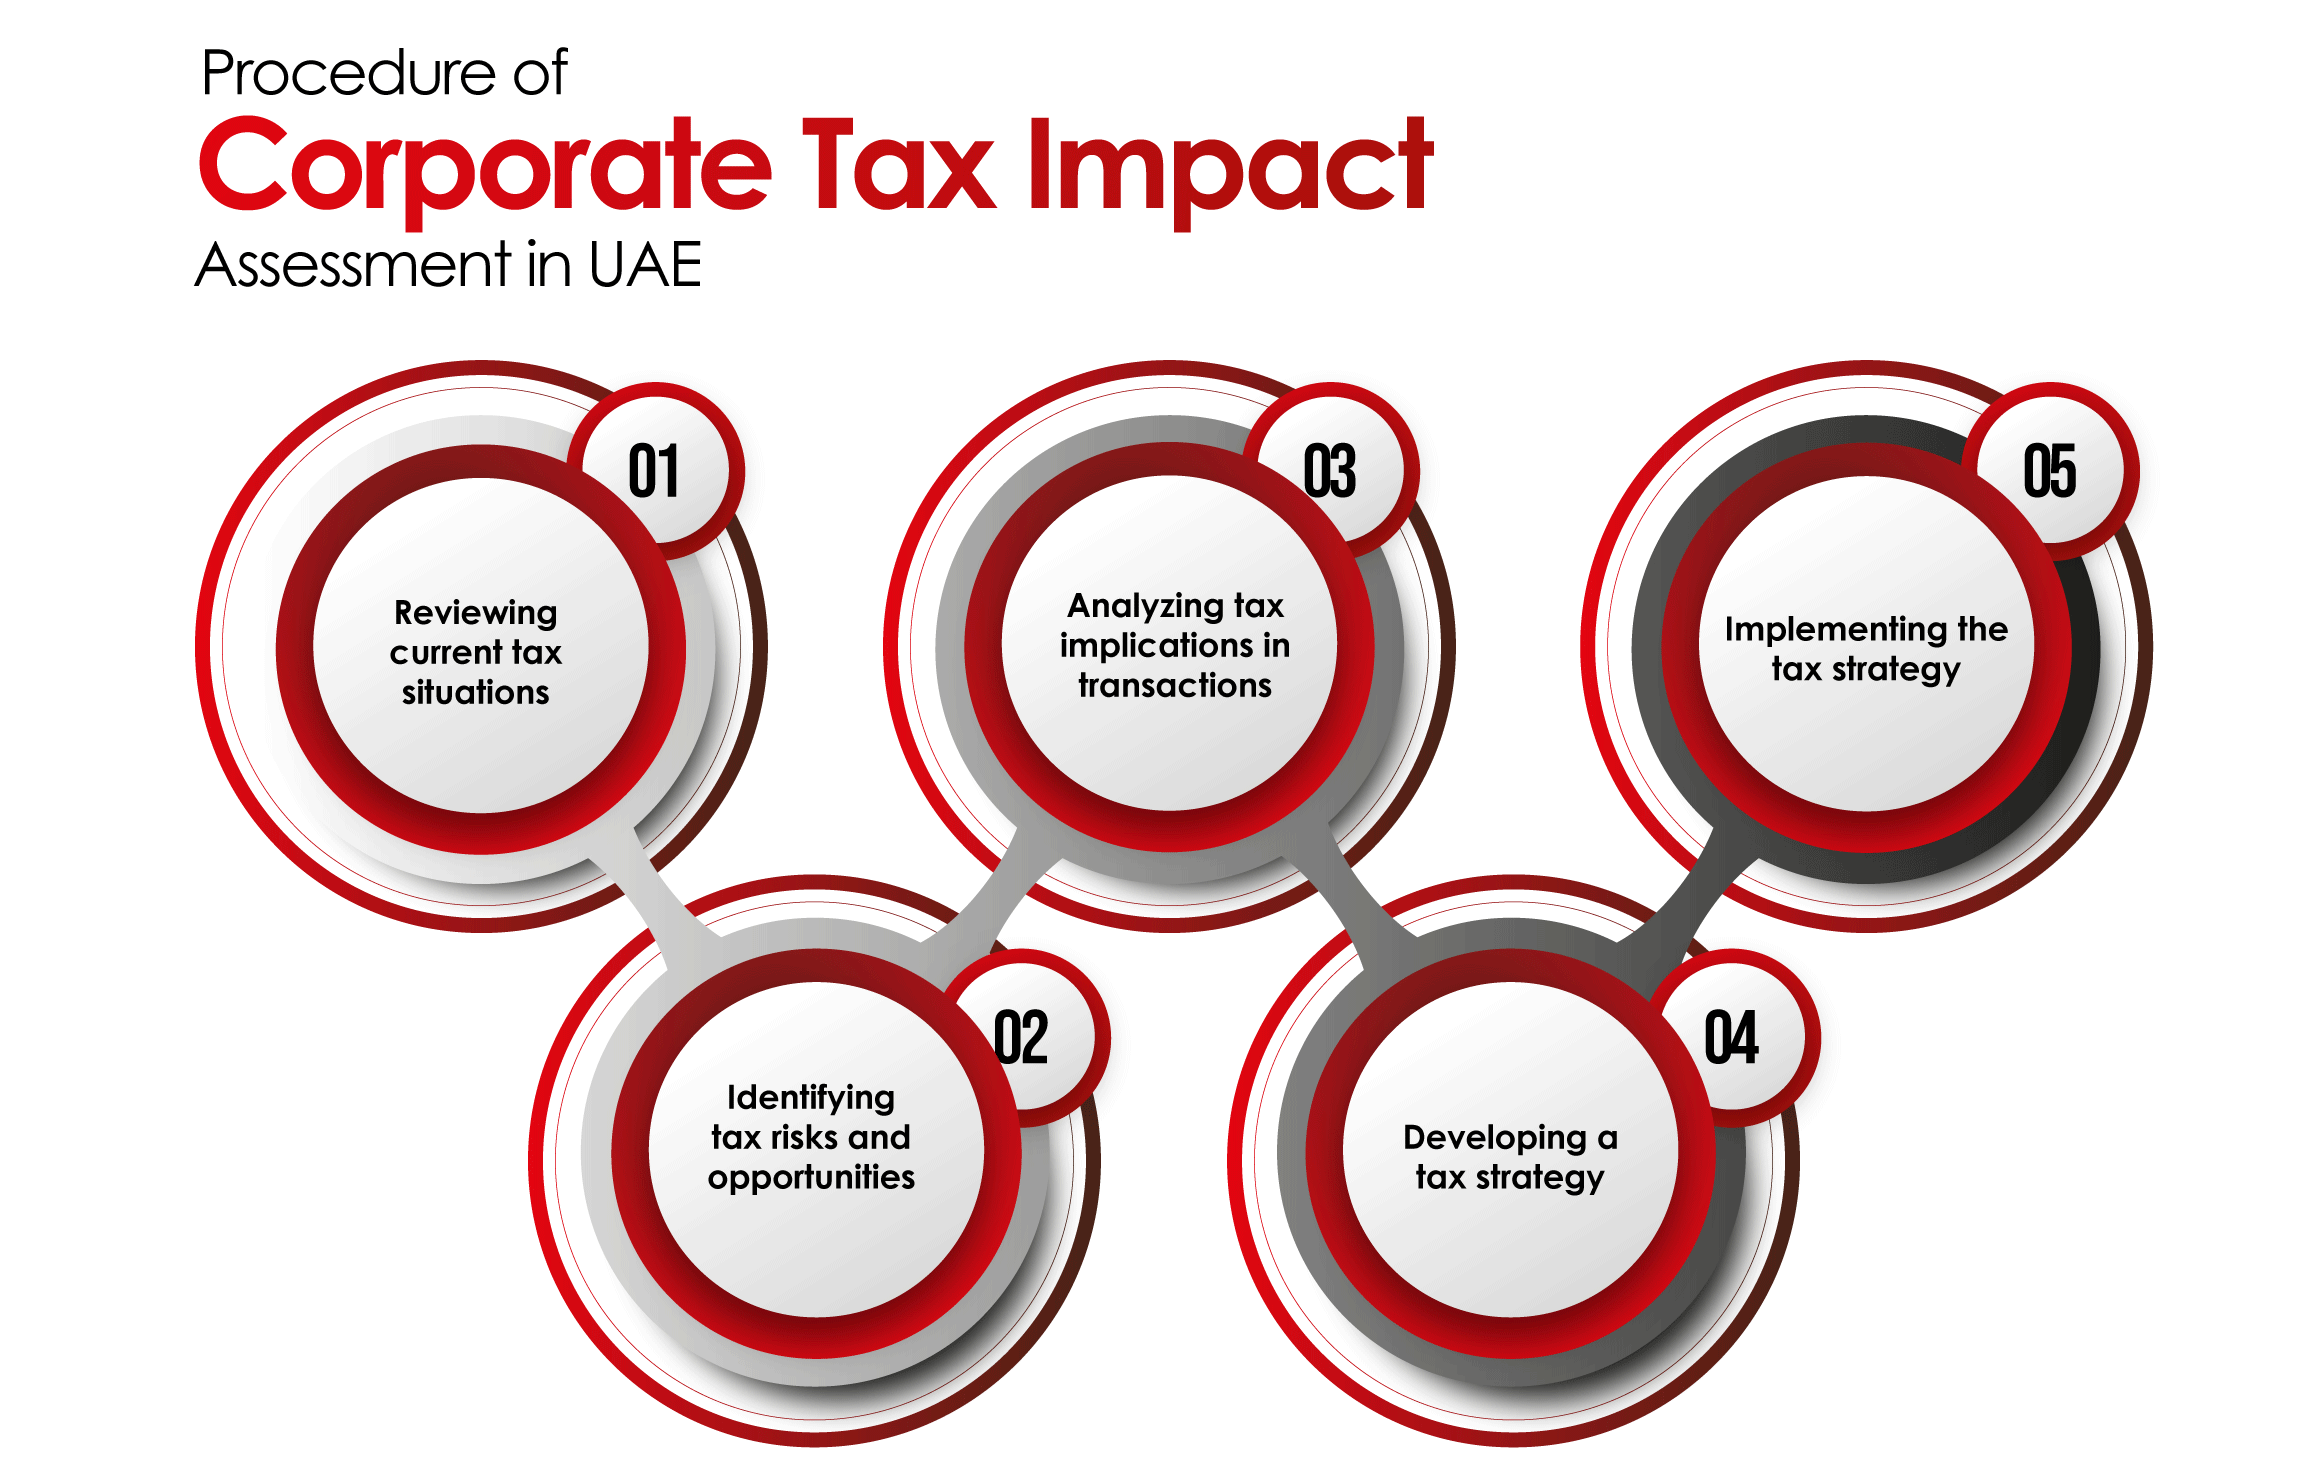 Procedure of
Corporate Tax Impact
Assessment in UAE
01
Reviewing
current tax
situations
02
Identifying
tax risks and
opportunities
03
Analyzing tax
implications in
transactions
04
Developing a
tax strategy
05
Implementing the
tax strategy